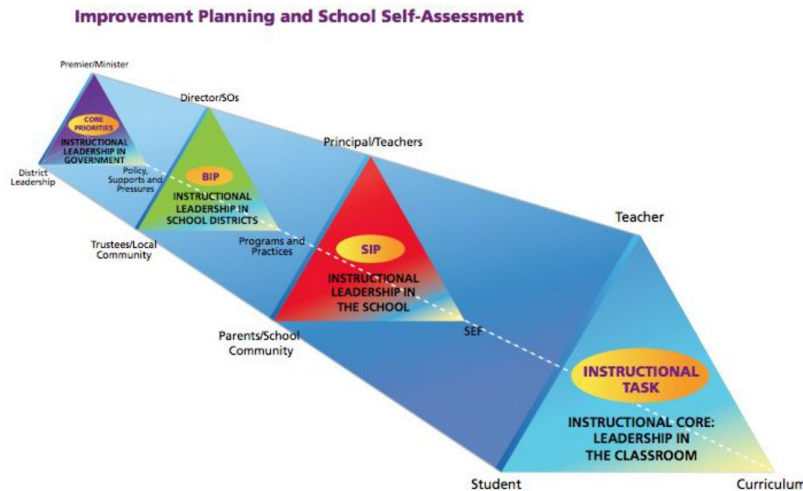 Improvement Planning and School Self-Assessment
Premier/Minister
CORE
PRIORITIES
INSTRUCTIONAL
LEADERSHIP IN
GOVERNMENT
District
Leadership
Policy,
Supports and
Pressures
Director/SOs
BIP
INSTRUCTIONAL
LEADERSHIP IN
SCHOOL DISTRICTS
Trustees/Local
Community
Programs and
Practices
Principal/Teachers
SIP
INSTRUCTIONAL
LEADERSHIP IN
THE SCHOOL
Parents/School
Community
SEF
Teacher
INSTRUCTIONAL
TASK
INSTRUCTIONAL CORE:
LEADERSHIP IN
THE CLASSROOM
Student
Curriculum